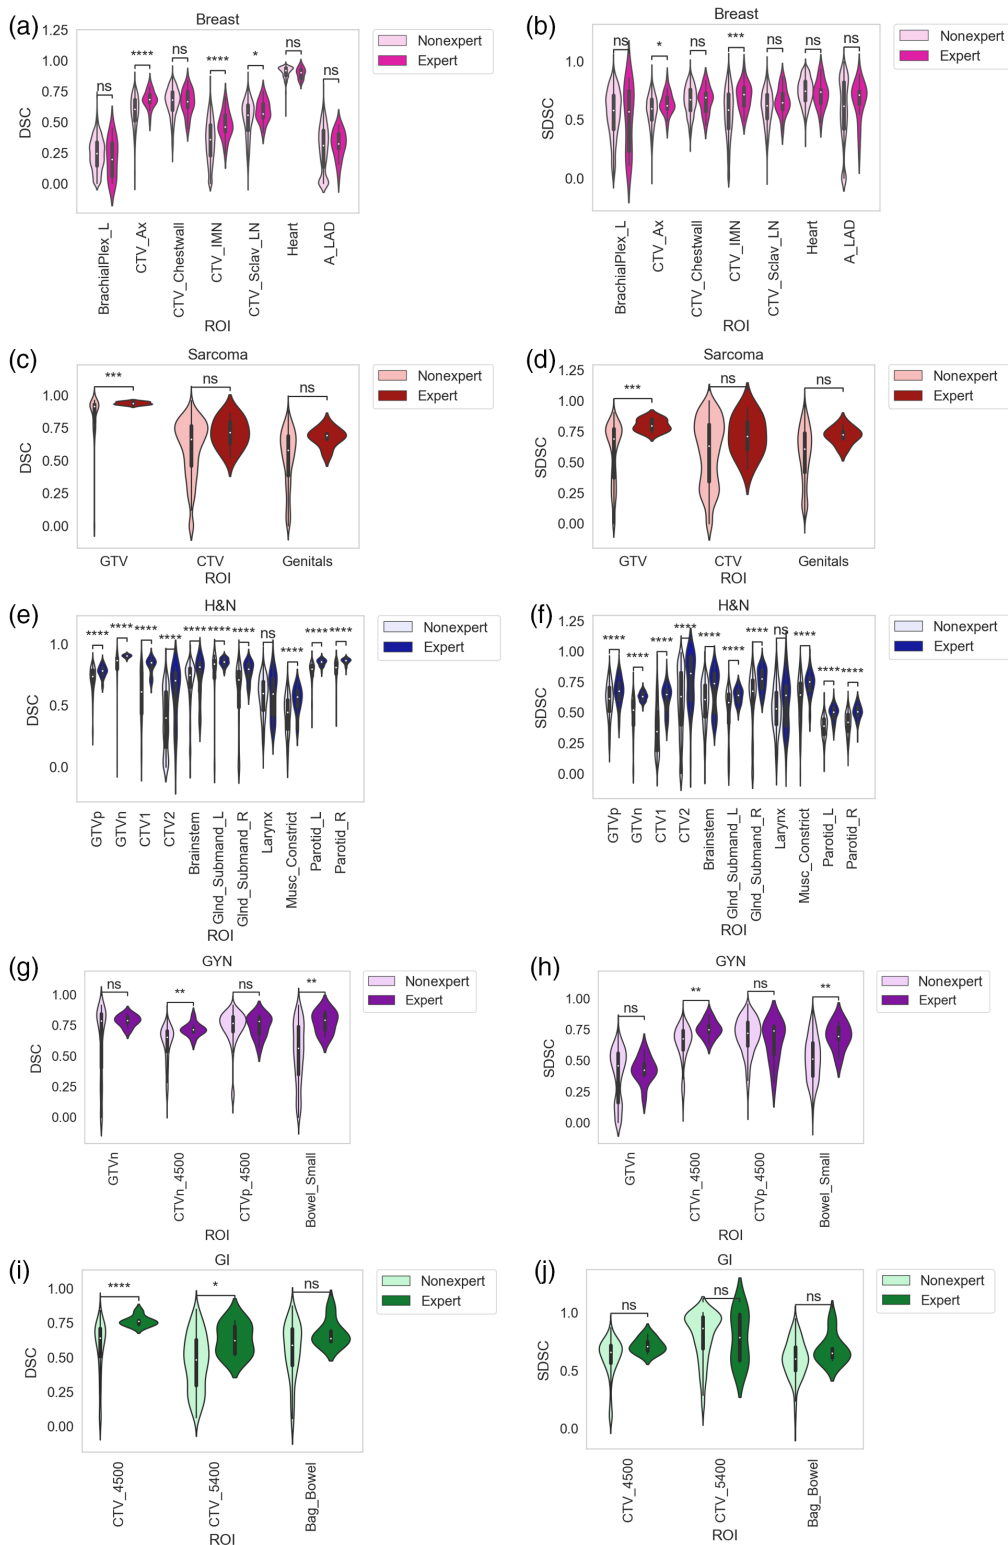 (a)
Breast
1.25
1.00
0.75
0.50
0.25
0.00
DSC
ns
****
ns
****
*
ns
ns
Nonexpert
Expert
BrachialPlex_L
CTV_Ax
CTV_Chestwall
CTV_IMN
CTV_Sclav_LN
Heart
A_LAD
ROI
(b)
Breast
1.0
0.5
0.0
SDSC
ns
*
ns
***
ns
ns
ns
Nonexpert
Expert
BrachialPlex_L
CTV_Ax
CTV_Chestwall
CTV_IMN
CTV_Sclav_LN
Heart
A_LAD
ROI
(c)
Sarcoma
1.00
0.75
0.50
0.25
0.00
DSC
***
ns
ns
Nonexpert
Expert
GTV
CTV
Genitals
ROI
(d)
Sarcoma
1.25
1.00
0.75
0.50
0.25
0.00
SDSC
***
ns
ns
Nonexpert
Expert
GTV
CTV
Genitals
ROI
(e)
H&N
1.0
0.5
0.0
DSC
****
****
****
****
****
****
****
ns
****
****
****
Nonexpert
Expert
GTVp
GTVn
CTV1
CTV2
Brainstem
Glnd_Submand_L
Glnd_Submand_R
Larynx
Musc_Constrict
Parotid_L
Parotid_R
ROI
(f)
H&N
1.25
1.00
0.75
0.50
0.25
0.00
SDSC
****
****
****
****
****
****
****
ns
****
****
****
Nonexpert
Expert
GTVp
GTVn
CTV1
CTV2
Brainstem
Glnd_Submand_L
Glnd_Submand_R
Larynx
Musc_Constrict
Parotid_L
Parotid_R
ROI
(g)
GYN
1.00
0.75
0.50
0.25
0.00
DSC
ns
**
ns
**
Nonexpert
Expert
GTVn
CTVn_4500
CTVp_4500
Bowel_Small
ROI
(h)
GYN
1.00
0.75
0.50
0.25
0.00
SDSC
ns
**
ns
**
Nonexpert
Expert
GTVn
CTVn_4500
CTVp_4500
Bowel_Small
ROI
(i)
GI
1.00
0.75
0.50
0.25
0.00
DSC
****
*
ns
Nonexpert
Expert
CTV_4500
CTV_5400
Bag_Bowel
ROI
(j)
GI
1.0
0.5
0.0
SDSC
ns
ns
ns
Nonexpert
Expert
CTV_4500
CTV_5400
Bag_Bowel
ROI